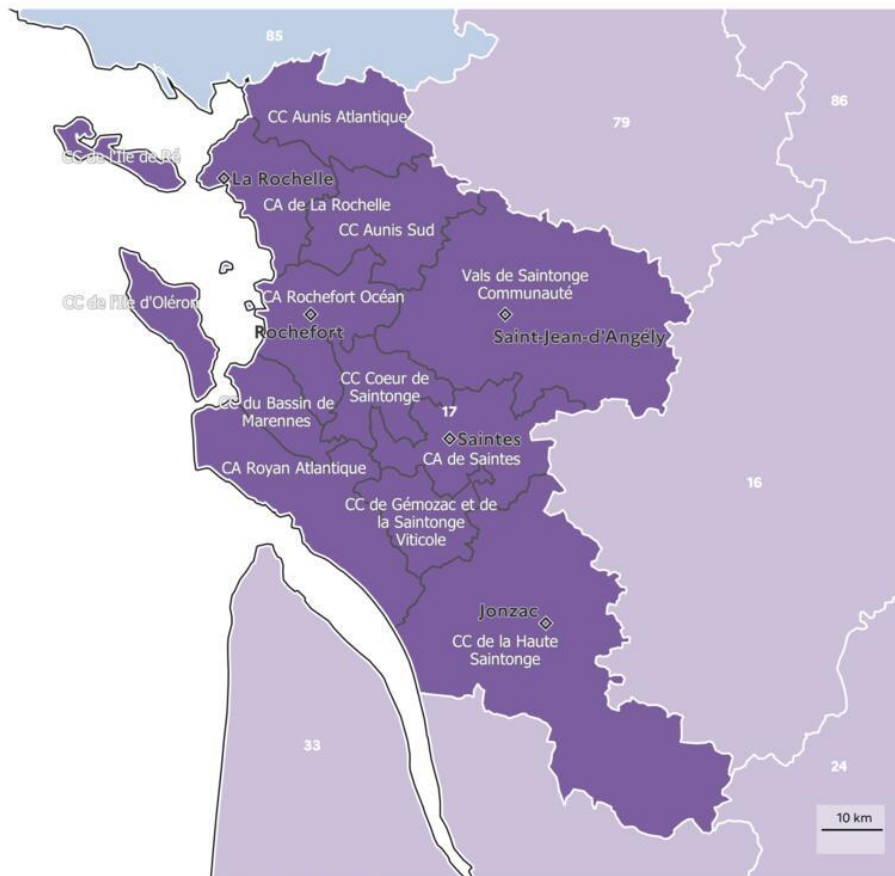 85
86
79
CC Aunis Atlantique
CC de l'Ile de Ré
La Rochelle
CA de La Rochelle
CC Aunis Sud
Vals de Saintonge
Communauté
CC de l'Ile d'Oléron
CA Rochefort Océan
Rochefort
Saint-Jean-d'Angély
CC Coeur de
Saintonge
CC du Bassin de
Marennes
17
Saintes
CA de Saintes
CA Royan Atlantique
16
CC de Gémozac et de
la Saintonge
Viticole
Jonzac
CC de la Haute
Saintonge
33
24
10 km